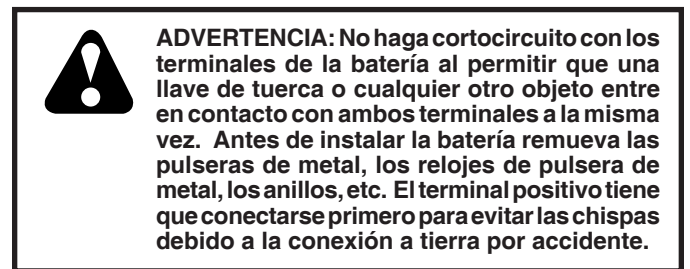 ADVERTENCIA: No haga cortocircuito con los
terminales de la batería al permitir que una
llave de tuerca o cualquier otro objeto entre
en contacto con ambos terminales a la misma
vez. Antes de instalar la batería remueva las
pulseras de metal, los relojes de pulsera de
metal, los anillos, etc. El terminal positivo tiene
que conectarse primero para evitar las chispas
debido a la conexión a tierra por accidente.